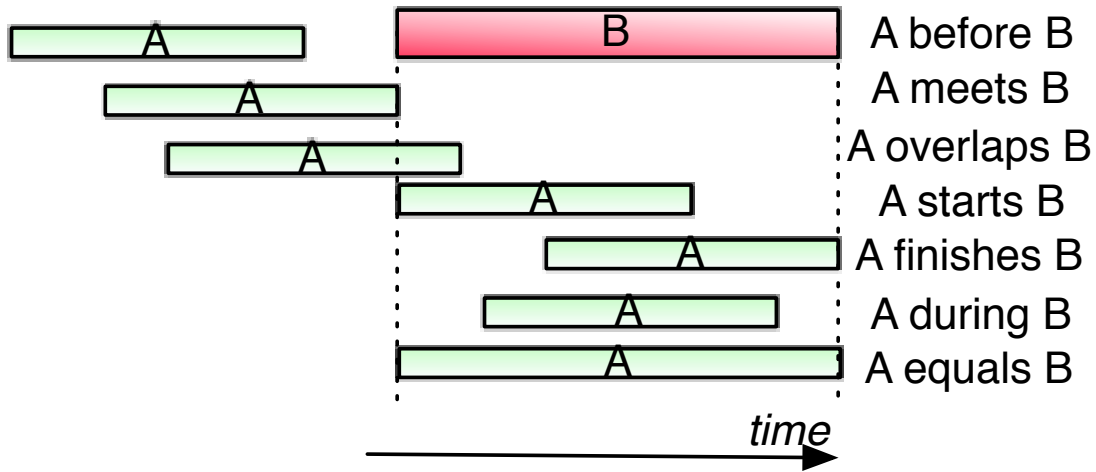 A B A before B
A A meets B
A A overlaps B
A A starts B
A A finishes B
A A during B
A A equals B
time